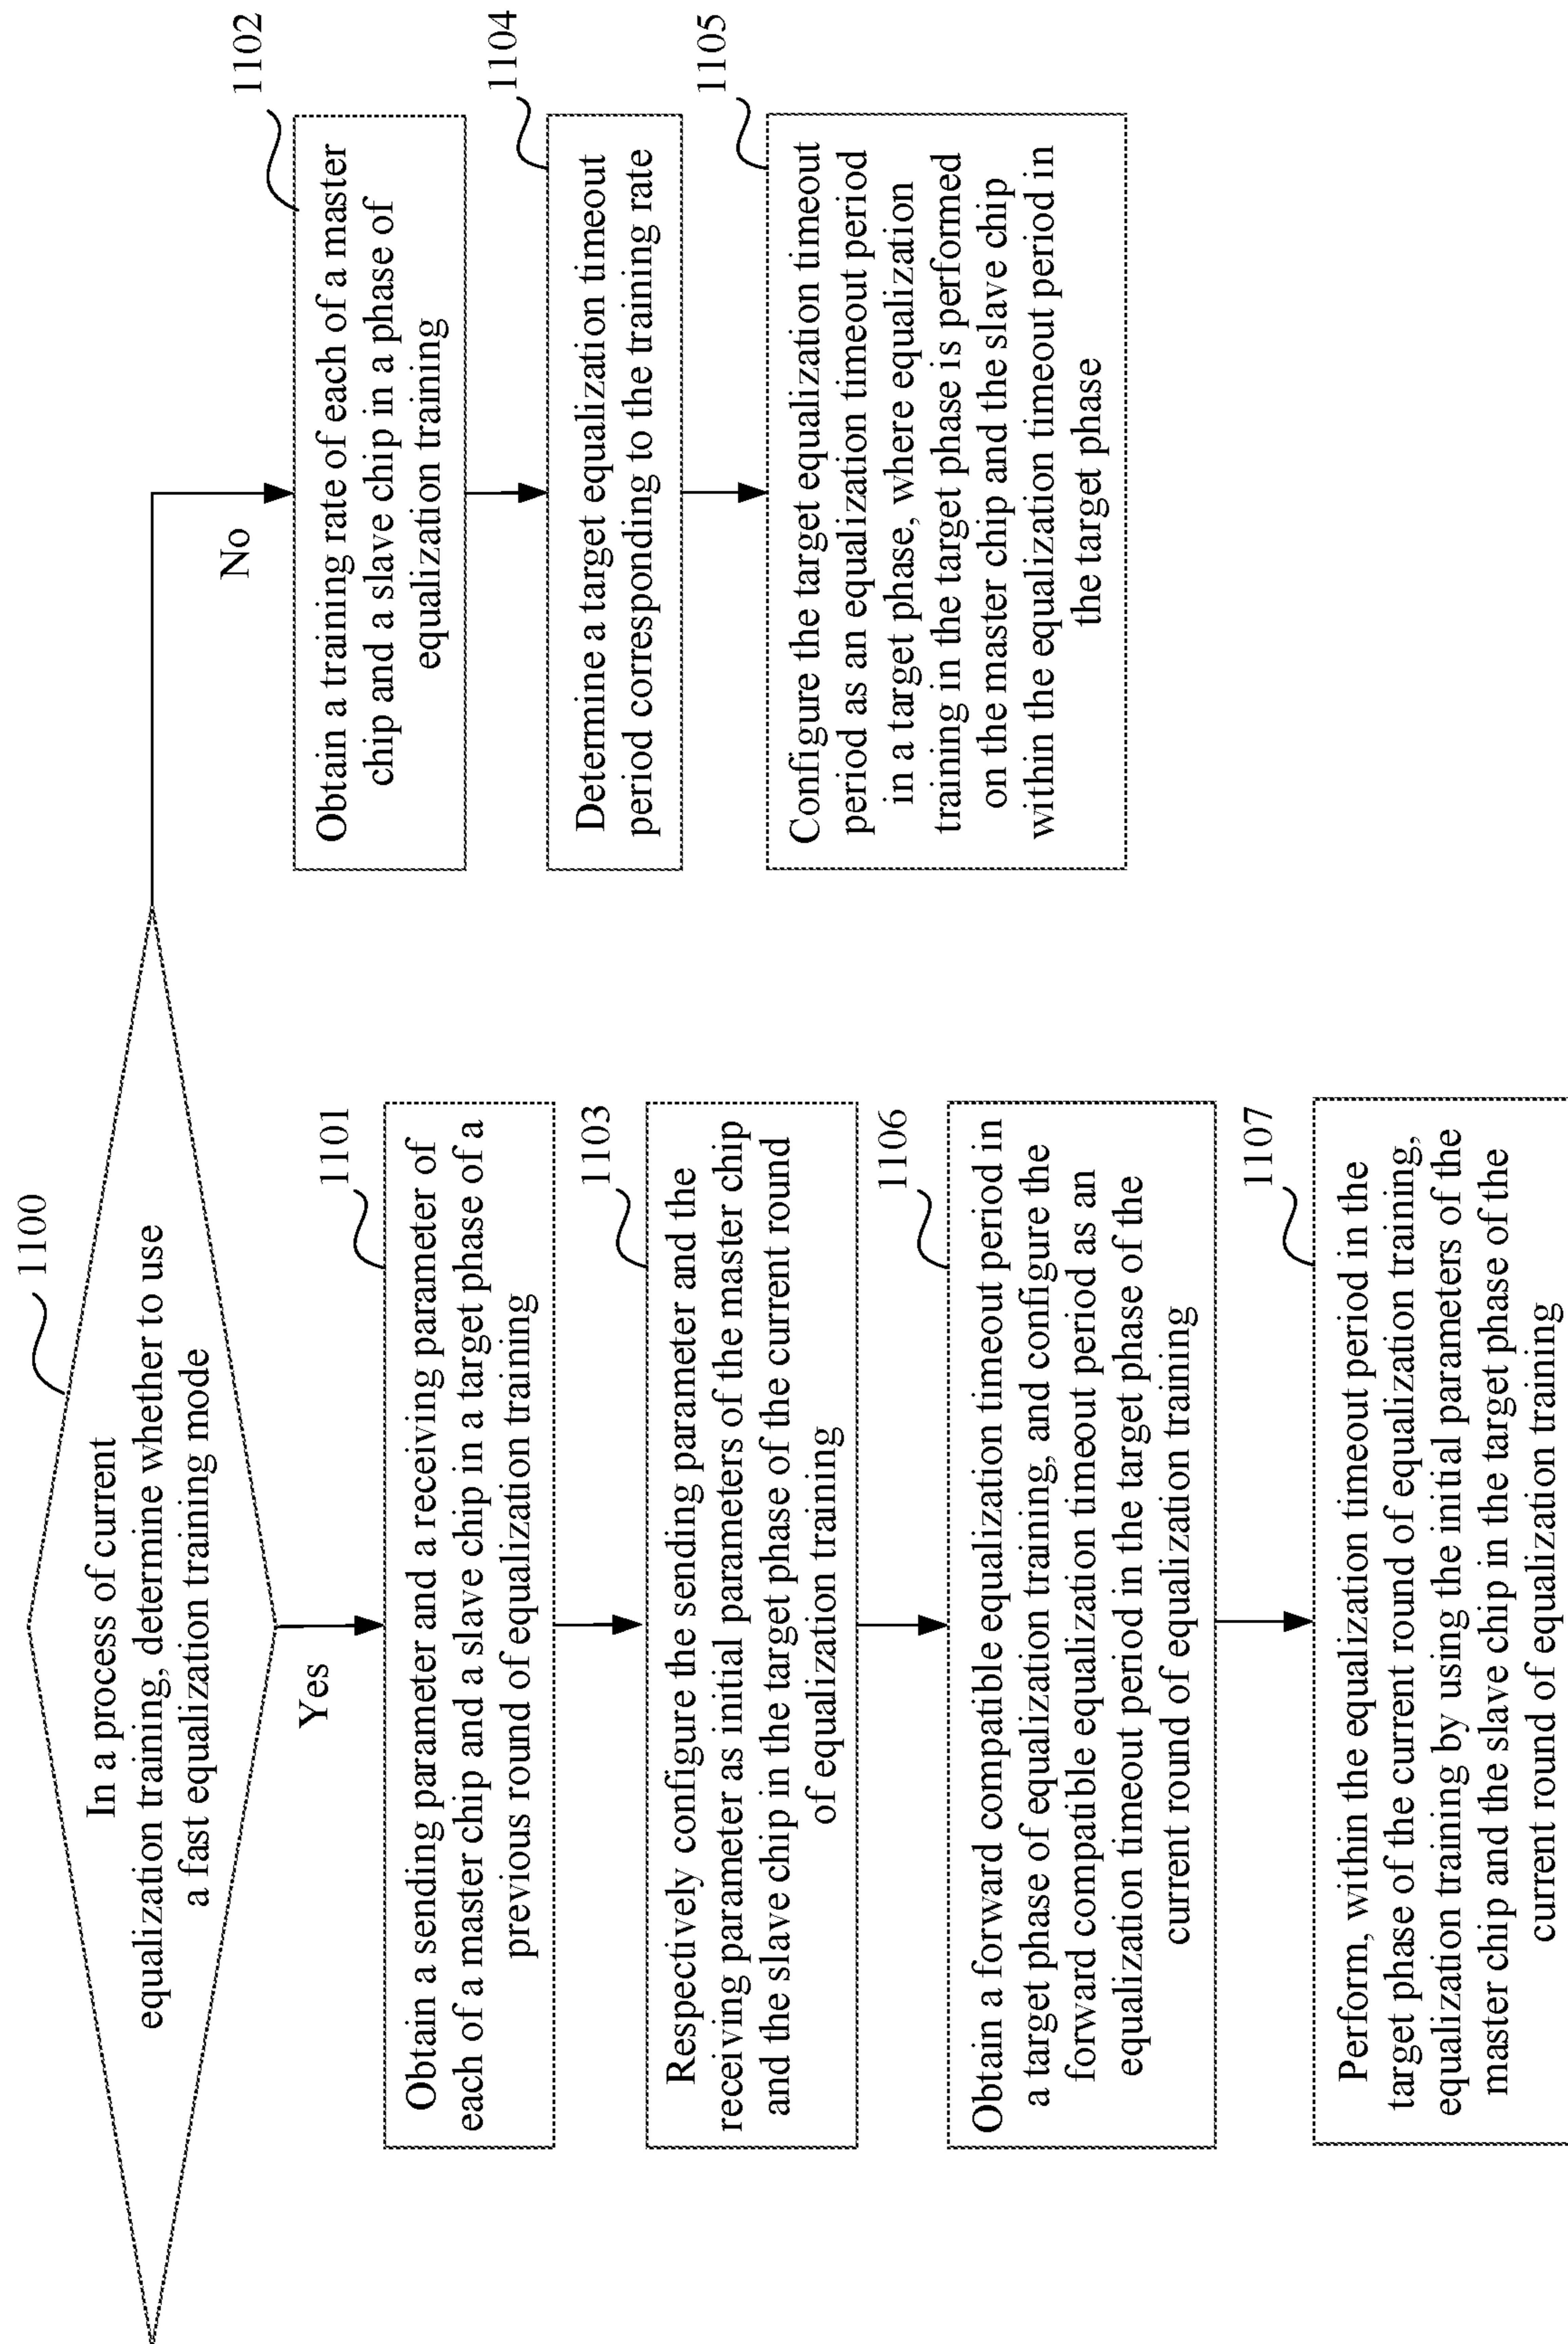 1100
In a process of current
equalization training, determine whether to use
a fast equalization training mode
Yes
No
1101
Obtain a sending parameter and a receiving parameter of
each of a master chip and a slave chip in a target phase of a
previous round of equalization training
1103
Respectively configure the sending parameter and the
receiving parameter as initial parameters of the master chip
and the slave chip in the target phase of the current round
of equalization training
1106
Obtain a forward compatible equalization timeout period in
a target phase of equalization training, and configure the
forward compatible equalization timeout period as an
equalization timeout period in the target phase of the
current round of equalization training
1107
Perform, within the equalization timeout period in the
target phase of the current round of equalization training,
equalization training by using the initial parameters of the
master chip and the slave chip in the target phase of the
current round of equalization training
1102
Obtain a training rate of each of a master
chip and a slave chip in a phase of
equalization training
1104
Determine a target equalization timeout
period corresponding to the training rate
1105
Configure the target equalization timeout
period as an equalization timeout period
in a target phase, where equalization
training in the target phase is performed
on the master chip and the slave chip
within the equalization timeout period in
the target phase